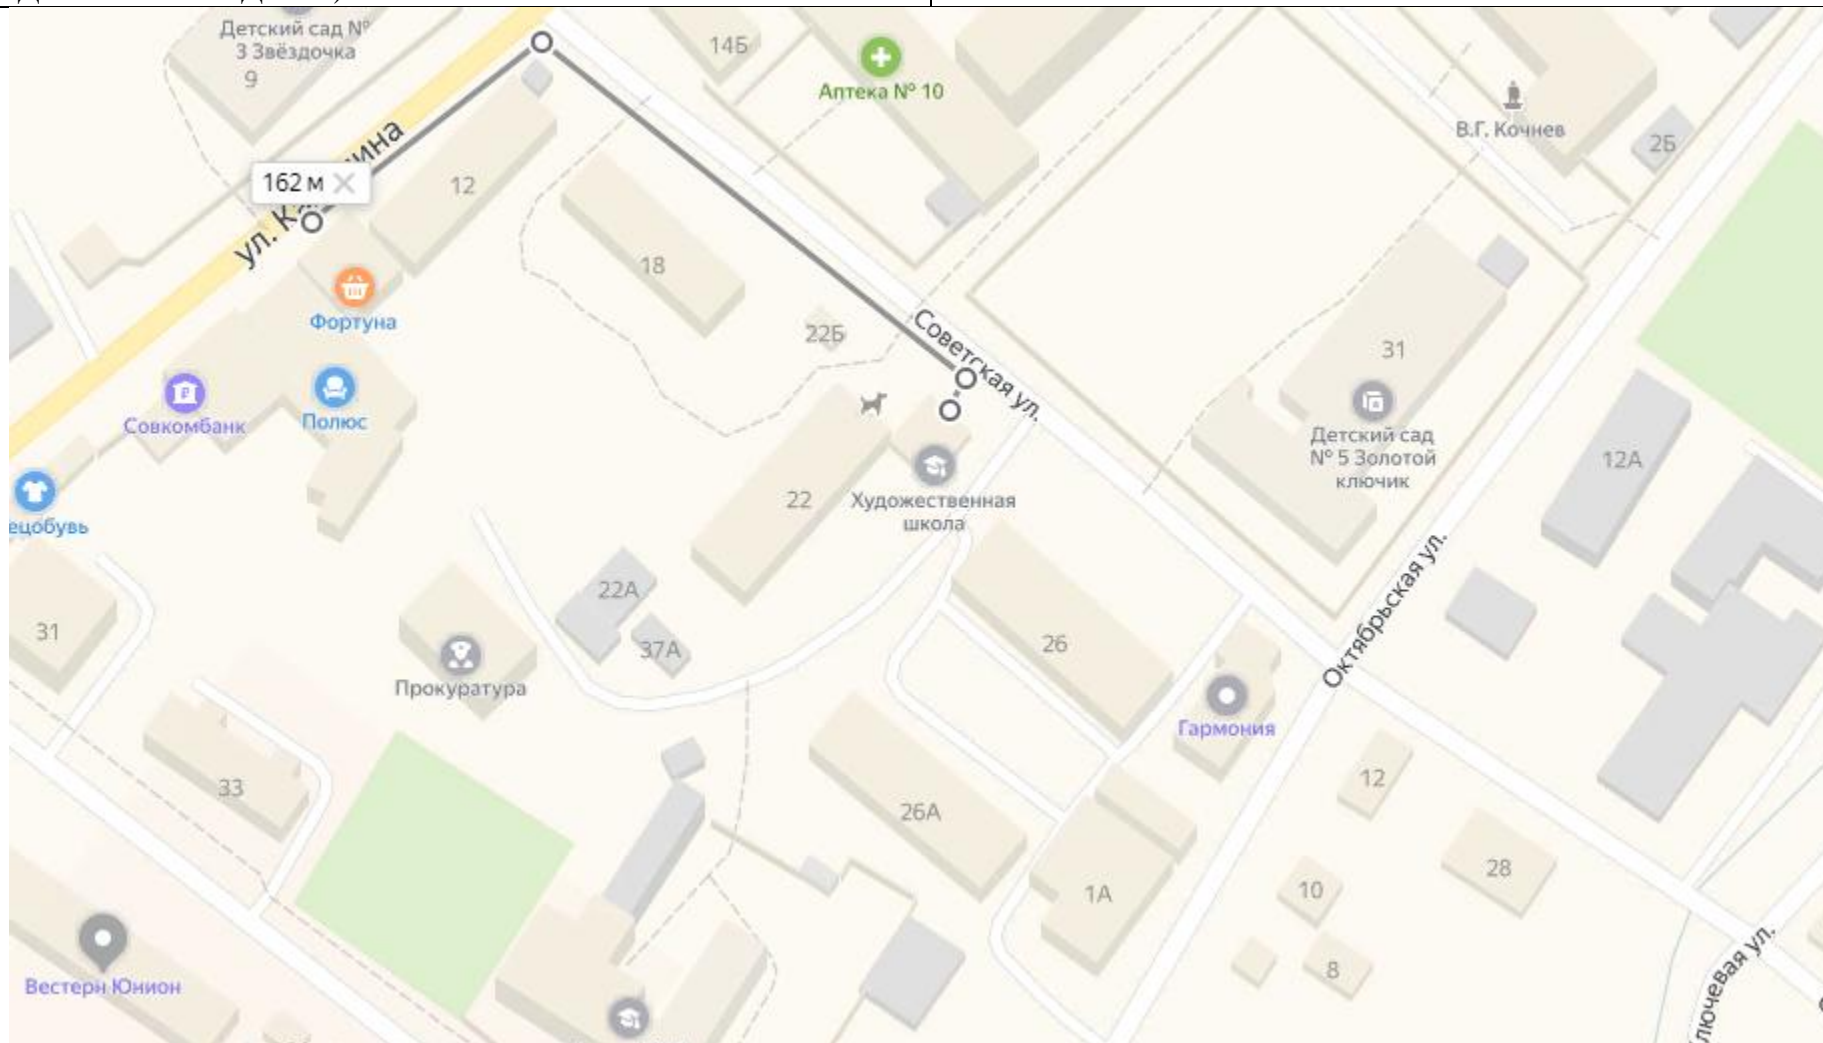 Детский сад №
3 Звёздочка
9
14Б
Аптека № 10
В.Г. Кочнев
2Б
162 м
12
ул.
18
Фортуна
22Б
Советская ул.
31
Совкомбанк
Полюс
Детский сад
№ 5 Золотой
ключик
12А
ецобувь
22
Художественная
школа
22А
31
37А
26
Октябрьская ул.
Прокуратура
Гармония
33
12
26А
28
1А
10
8
Вестерн Юнион
лючевая ул.